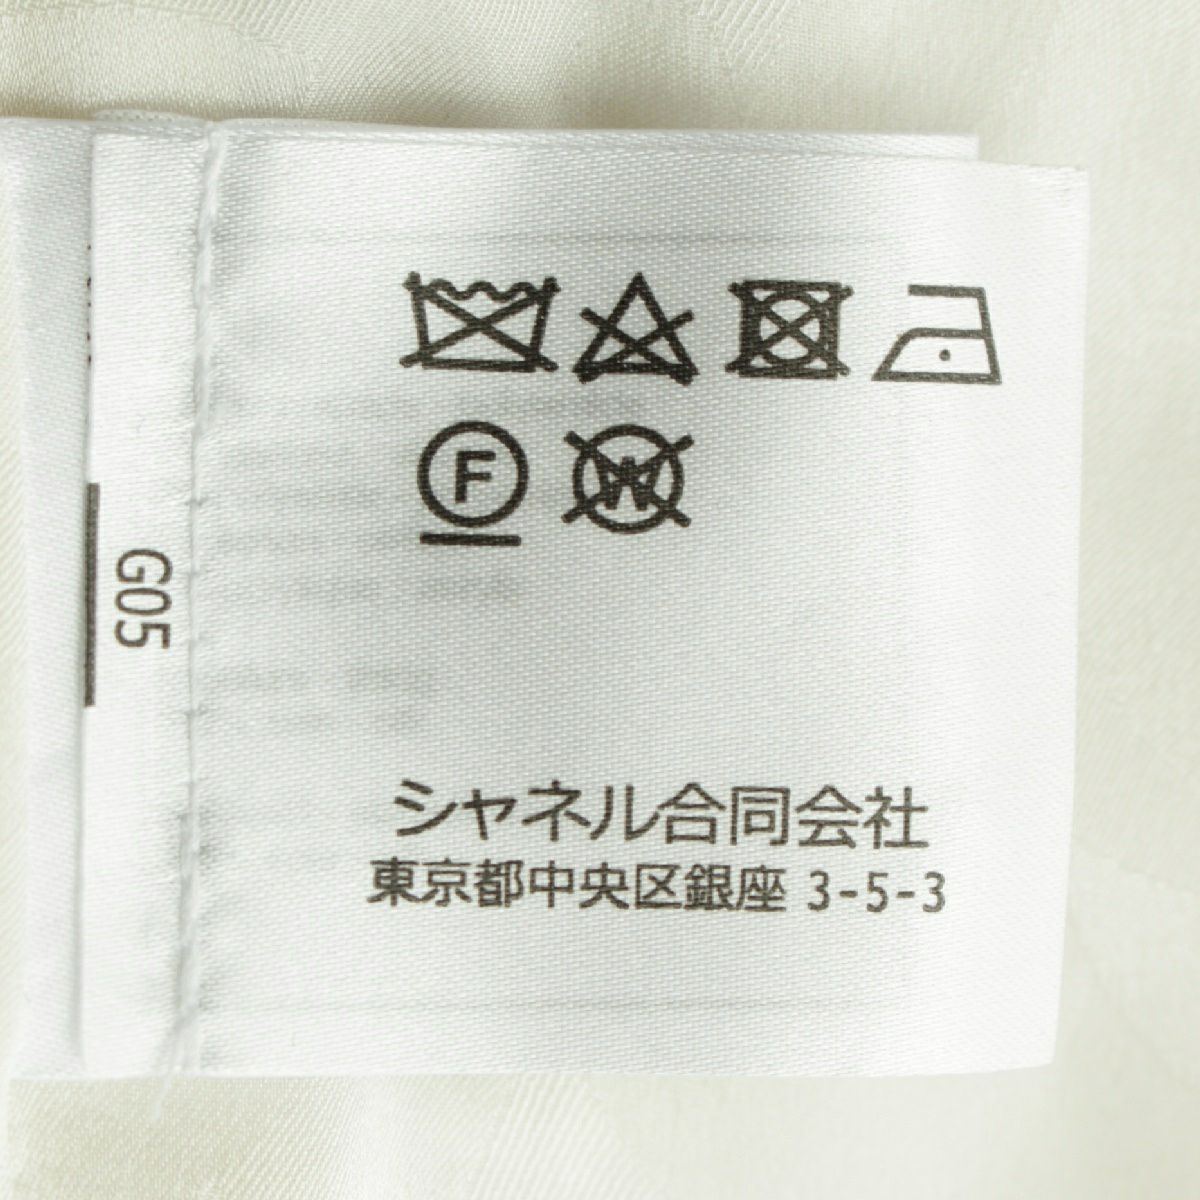 F W
G05
シャネル合同会社
東京都中央区銀座 3-5-3